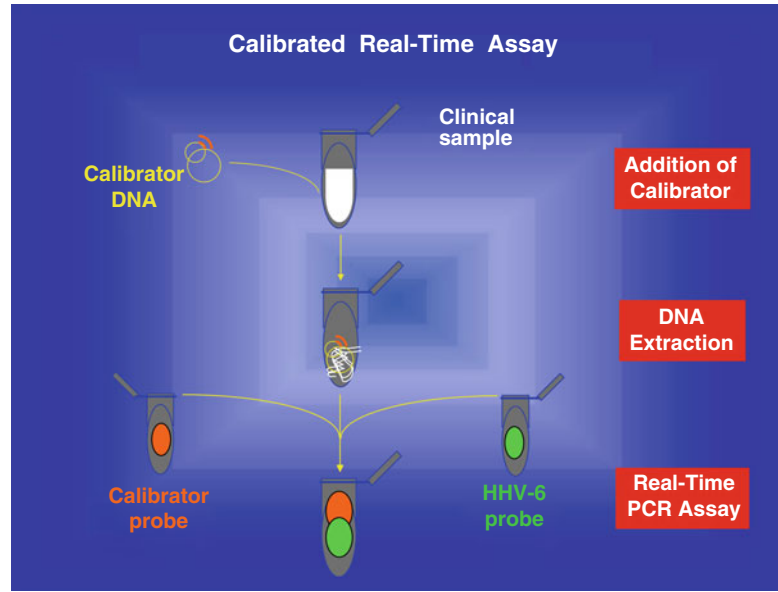 Calibrated Real-Time Assay
Clinical
sample
Calibrator
DNA
Addition of
Calibrator
DNA
Extraction
Calibrator
probe
HHV-6
probe
Real-Time
PCR Assay